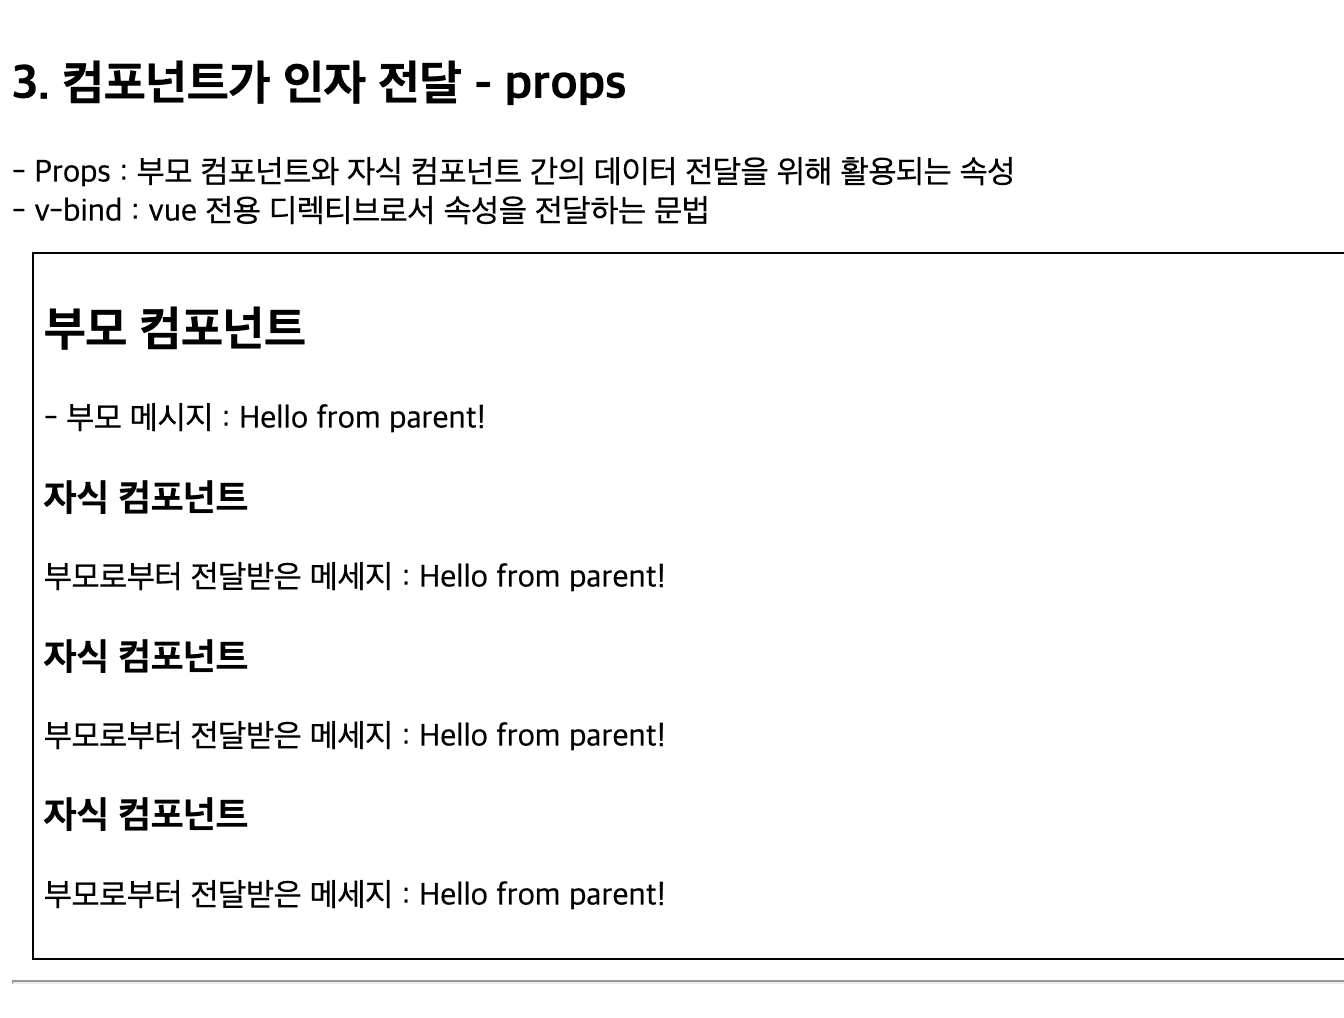 3. 컴포넌트가 인자 전달 - props
- Props : 부모 컴포넌트와 자식 컴포넌트 간의 데이터 전달을 위해 활용되는 속성
- v-bind : vue 전용 디렉티브로서 속성을 전달하는 문법
부모 컴포넌트
- 부모 메시지 : Hello from parent!
자식 컴포넌트
부모로부터 전달받은 메세지 : Hello from parent!
자식 컴포넌트
부모로부터 전달받은 메세지 : Hello from parent!
자식 컴포넌트
부모로부터 전달받은 메세지 : Hello from parent!